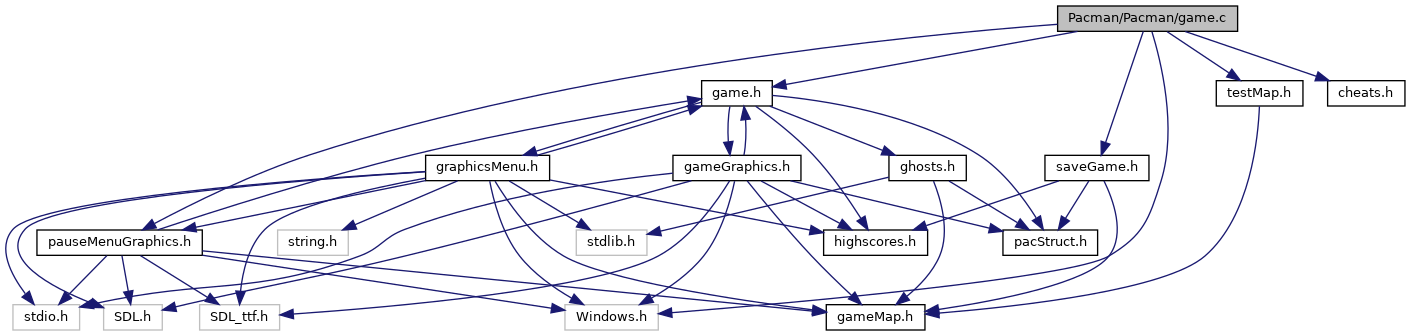 Pacman/Pacman/game.c
game.h
testMap.h
cheats.h
graphicsMenu.h
gameGraphics.h
ghosts.h
saveGame.h
pauseMenuGraphics.h
string.h
stdlib.h
highscores.h
pacStruct.h
stdio.h
SDL.h
SDL_ttf.h
Windows.h
gameMap.h